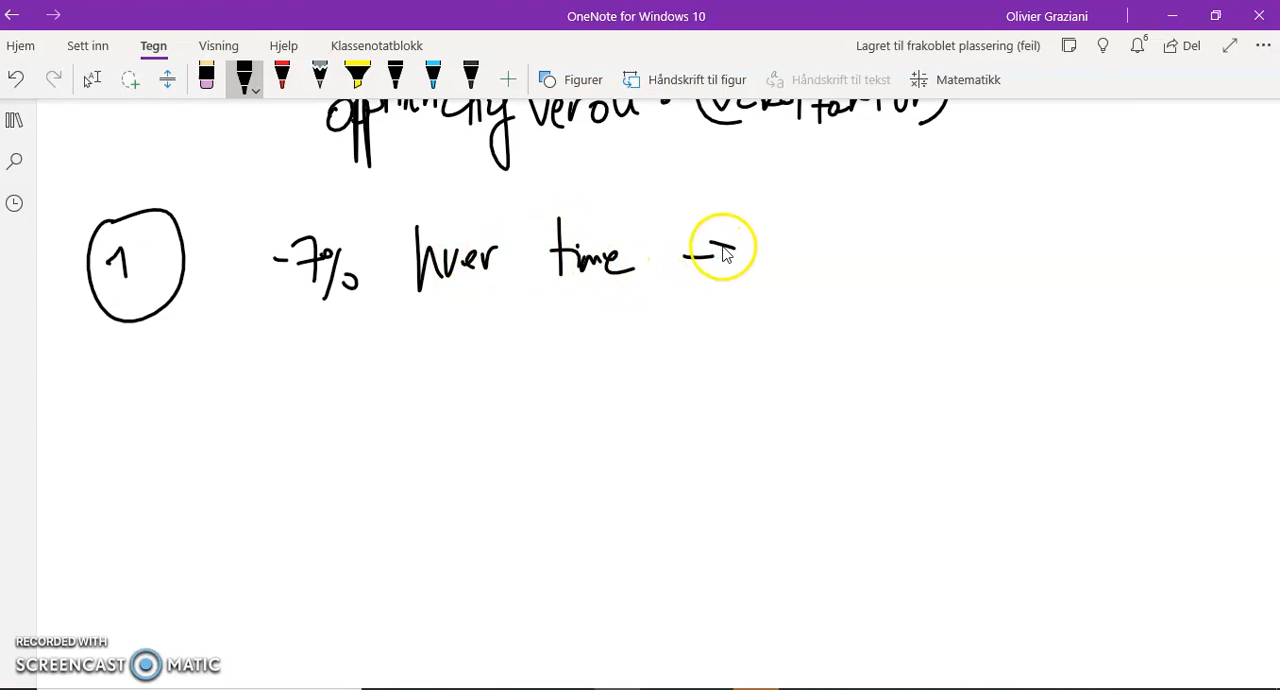 OneNote for Windows 10
Olivier Graziani
Hjem Sett inn Tegn Visning Hjelp Klassenotatblokk
Lagret til frakoblet plassering (feil) 6 Del
Figurer Håndskrift til figur Håndskrift til tekst Matematikk
1 -7% hver time
RECORDED WITH
SCREENCAST MATIC